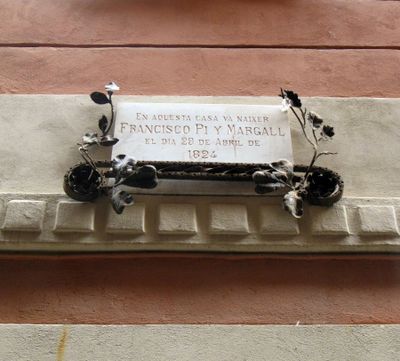 EN AQUESTA CASA VA NAIXER
FRANCISCO PI Y MARGALL
EL DIA 29 DE ABRIL DE
1824